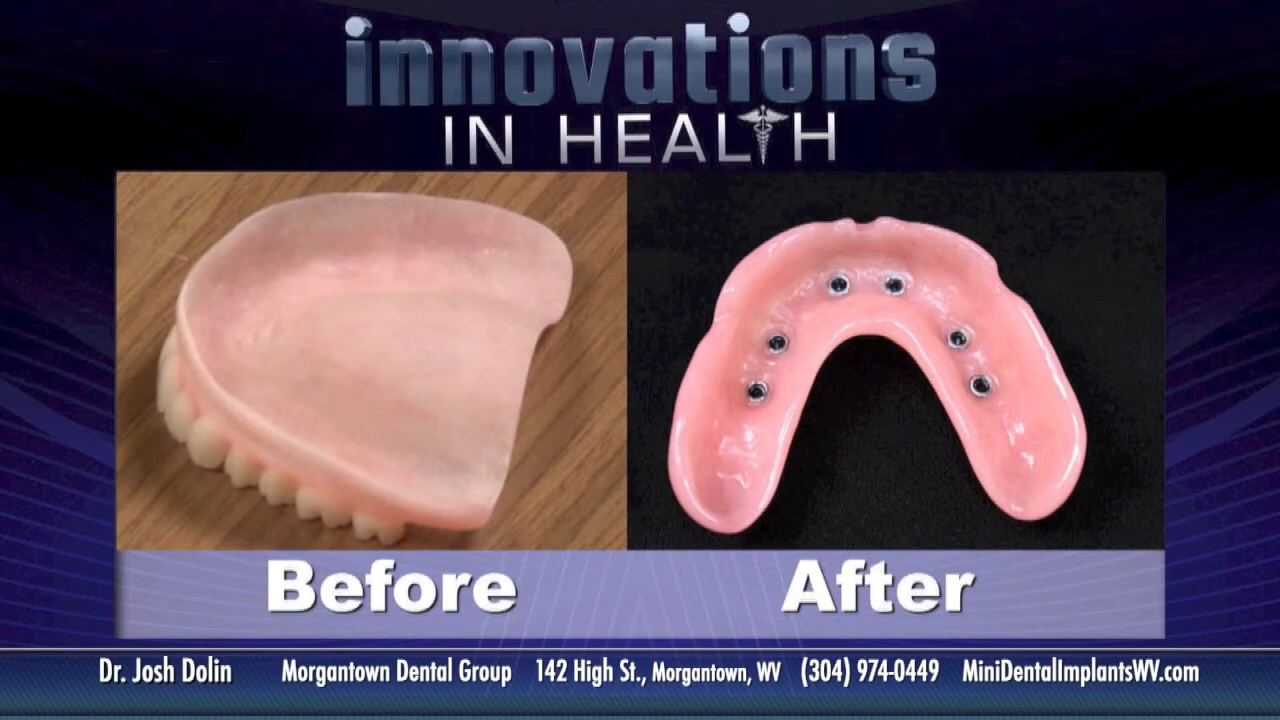 innovations
IN HEALTH
Before After
Dr. Josh Dolin Morgantown Dental Group 142 High St., Morgantown, WV (304) 974-0449 MiniDentalImplantsWV.com